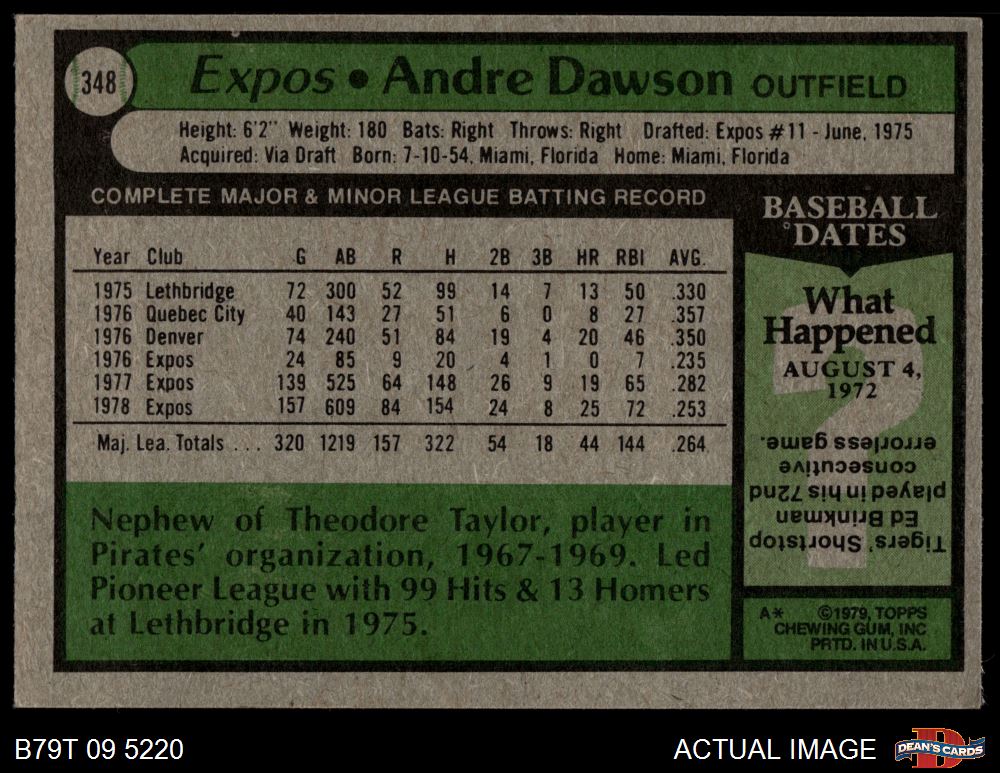 348
Expos • Andre Dawson OUTFIELD
Height: 6'2" Weight: 180 Bats: Right Throws: Right Drafted: Expos #11 - June, 1975
Acquired: Via Draft Born: 7-10-54, Miami, Florida Home: Miami, Florida
COMPLETE MAJOR & MINOR LEAGUE BATTING RECORD
Year Club G AB R H 2B 3B HR RBI AVG.
1975 Lethbridge 72 300 52 99 14 7 13 50 .330
1976 Quebec City 40 143 27 51 6 0 8 27 .357
1976 Denver 74 240 51 84 19 4 20 46 .350
1976 Expos 24 85 9 20 4 1 0 7 .235
1977 Expos 139 525 64 148 26 9 19 65 .282
1978 Expos 157 609 84 154 24 8 25 72 .253
Maj. Lea. Totals . . . 320 1219 157 322 54 18 44 144 .264
Nephew of Theodore Taylor, player in
Pirates' organization, 1967-1969. Led
Pioneer League with 99 Hits & 13 Homers
at Lethbridge in 1975.
BASEBALL
DATES
What
Happened
AUGUST 4,
1972
Tigers' Shortstop
Ed Brinkman
played in his 72nd
consecutive
errorless game.
A* ©1979, TOPPS
CHEWING GUM, INC
PRTD. IN U.S.A.
B79T 09 5220
ACTUAL IMAGE
D
DEAN'S CARDS